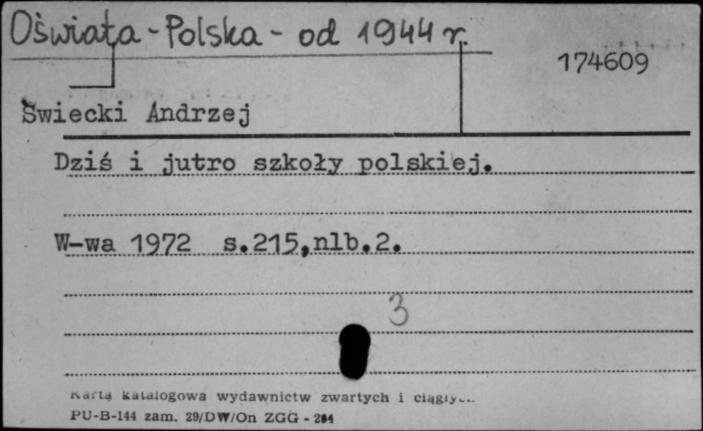 Oświata - Polska - od 1944 r.
174609
Świecki Andrzej
Dziś i jutro szkoły polskiej.
W-wa 1972 s.215,nlb.2.
3
Karta katalogowa wydawnictw zwartych i ciągłych
PU-B-144 zam. 29/DW/On ZGG - 284